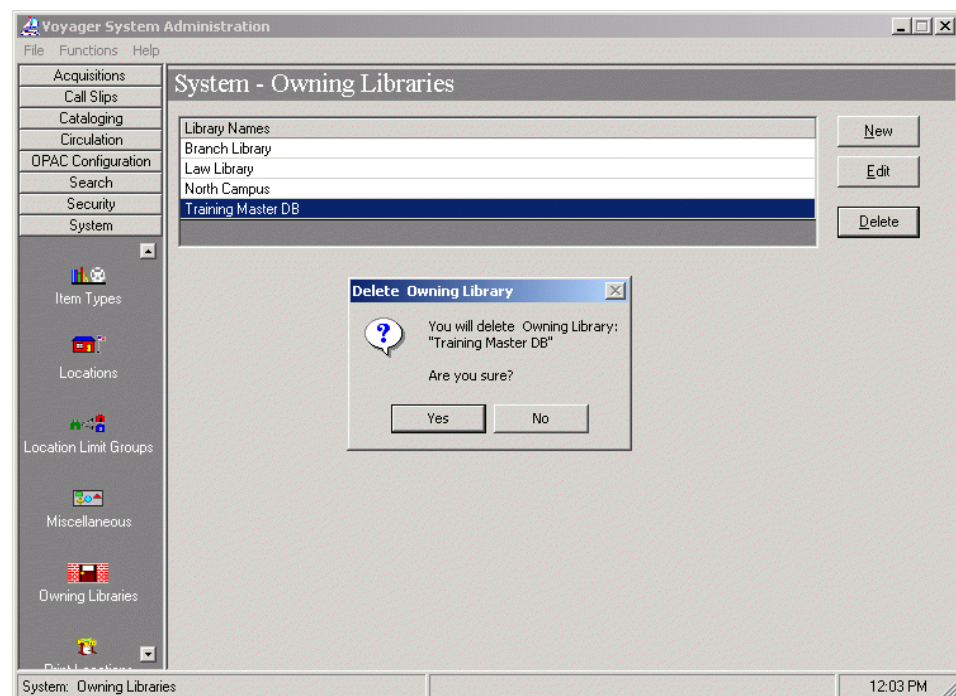 Voyager System Administration
File Functions Help
Acquisitions
Call Slips
Cataloging
Circulation
OPAC Configuration
Search
Security
System
Item Types
Locations
Location Limit Groups
Miscellaneous
Owning Libraries
Print Locations
System - Owning Libraries
Library Names
Branch Library
Law Library
North Campus
Training Master DB
New
Edit
Delete
Delete Owning Library
You will delete Owning Library:
"Training Master DB"
Are you sure?
Yes
No
System: Owning Libraries
12:03 PM